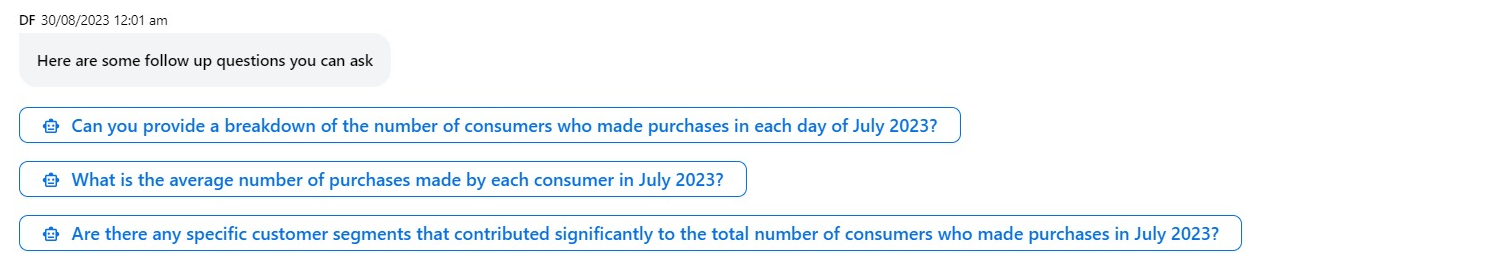 DF 30/08/2023 12:01 am
Here are some follow up questions you can ask
Can you provide a breakdown of the number of consumers who made purchases in each day of July 2023?
What is the average number of purchases made by each consumer in July 2023?
Are there any specific customer segments that contributed significantly to the total number of consumers who made purchases in July 2023?